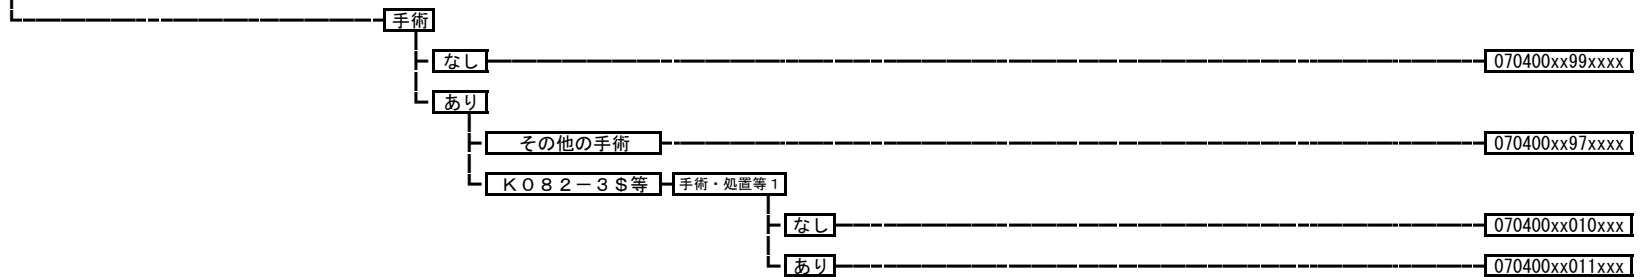 手術
なし 070400xx99xxxx
あり
その他の手術 070400xx97xxxx
Ｋ０８２－３＄等 手術・処置等１
なし 070400xx010xxx
あり 070400xx011xxx